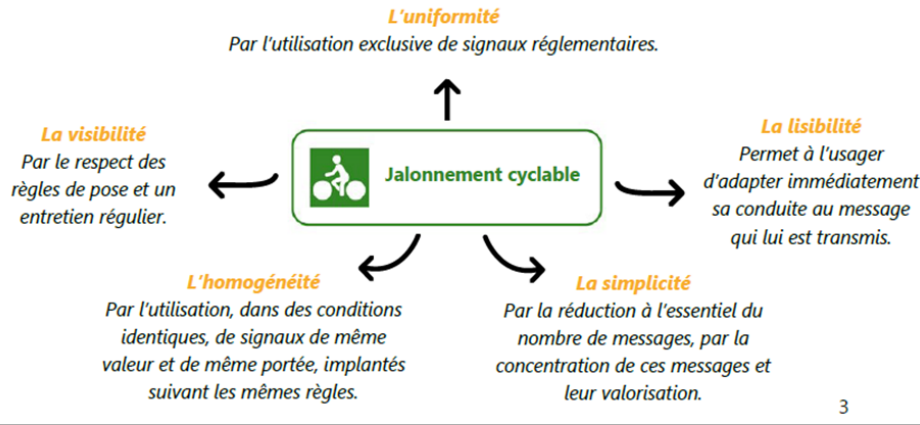 L'uniformité
Par l'utilisation exclusive de signaux réglementaires.
La visibilité
Par le respect des
règles de pose et un
entretien régulier.
Jalonnement cyclable
La lisibilité
Permet à l'usager
d'adapter immédiatement
sa conduite au message
qui lui est transmis.
L'homogénéité
Par l'utilisation, dans des conditions
identiques, de signaux de même
valeur et de même portée, implantés
suivant les mêmes règles.
La simplicité
Par la réduction à l'essentiel du
nombre de messages, par la
concentration de ces messages et
leur valorisation.
3